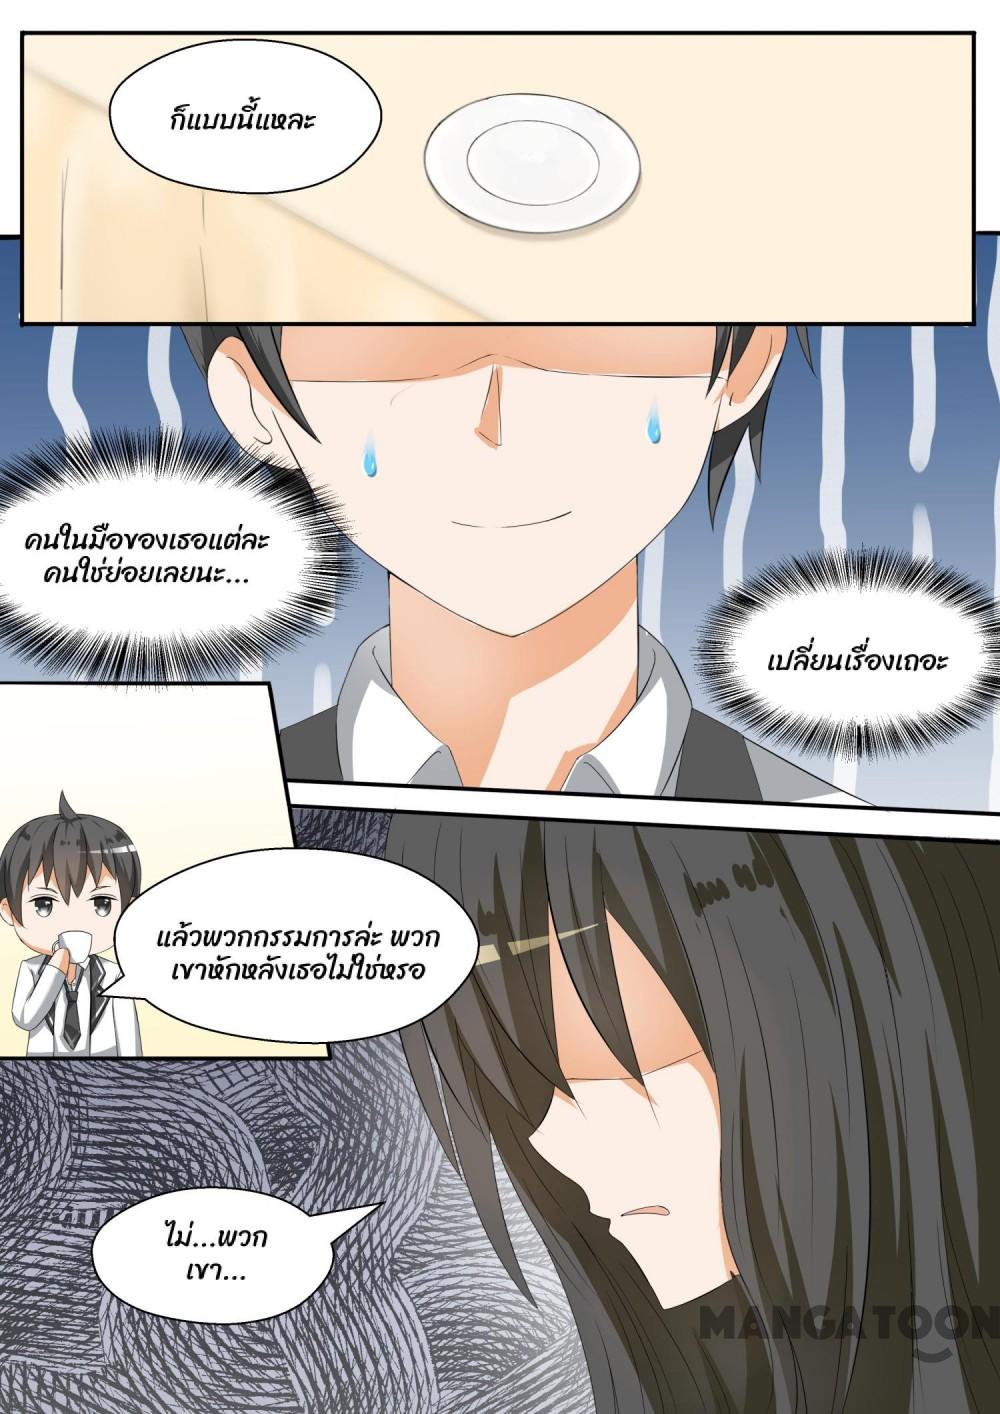 ก็แบบนี้แหละ
คนในมือของเธอแต่ละ
คนใช่ย่อยเลยนะ...
เปลี่ยนเรื่องเถอะ
แล้วพวกกรรมการล่ะ พวก
เขาหักหลังเธอไม่ใช่หรอ
ไม่...พวก
เขา...
MANGATOON